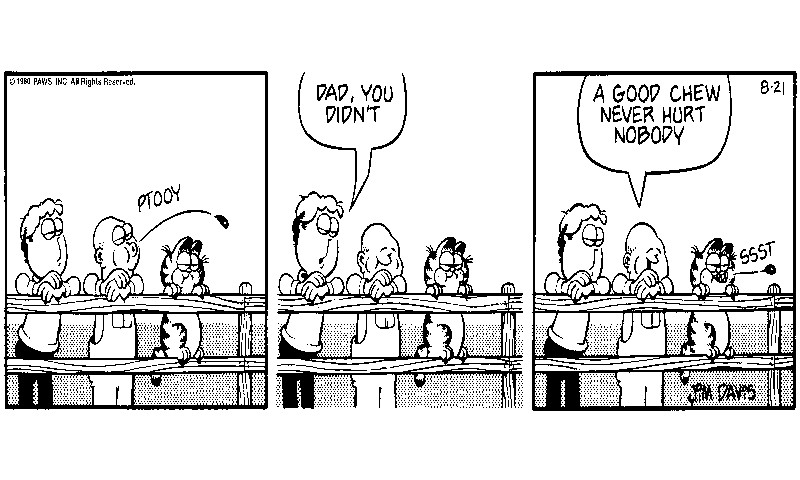 © 1980 PAWS INC All Rights Reserved.
PTOOY
DAD, YOU
DIDN'T
A GOOD CHEW
NEVER HURT
NOBODY
8-21
SSST
JIM DAVIS